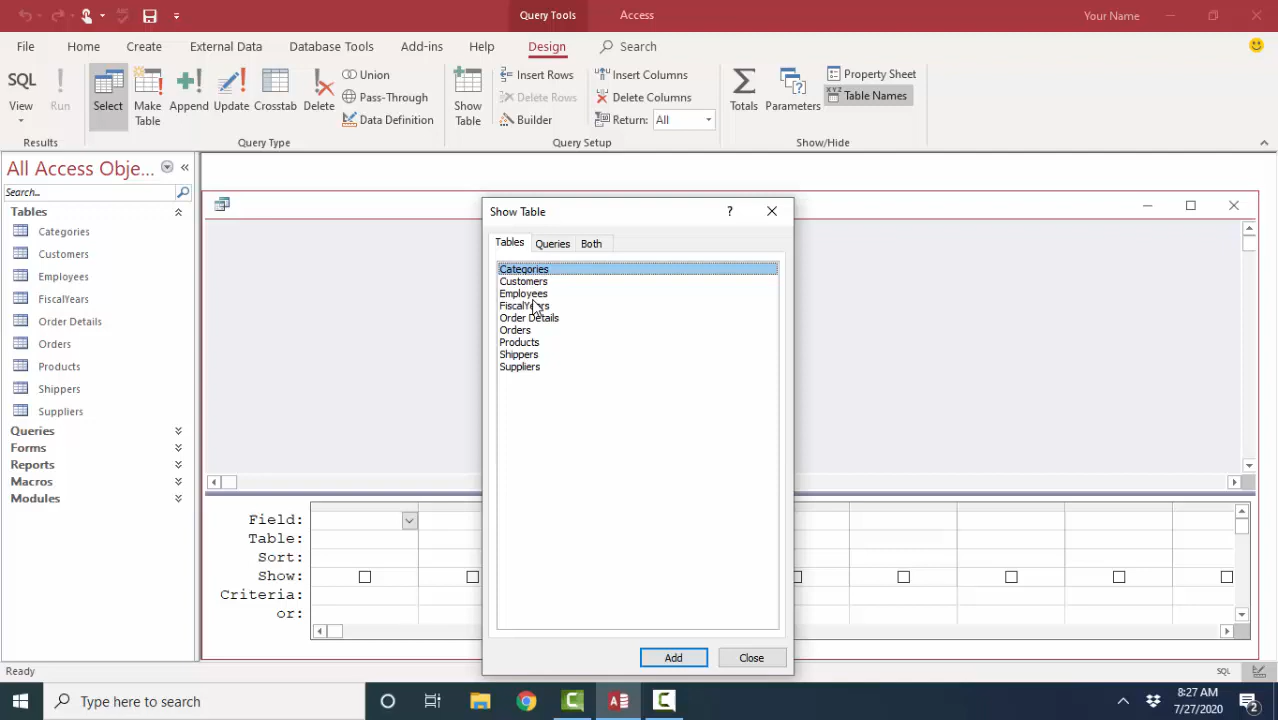 Query Tools
Access
Your Name
File Home Create External Data Database Tools Add-ins Help Design Search
SQL
View
Run
Select
Make
Table
Append
Update
Crosstab
Delete
Union
Pass-Through
Data Definition
Show
Table
Insert Rows
Delete Rows
Builder
Insert Columns
Delete Columns
Return: All
Totals
Parameters
Property Sheet
XYZ Table Names
Results
Query Type
Query Setup
Show/Hide
All Access Obje...
Search...
Tables
Categories
Customers
Employees
FiscalYears
Order Details
Orders
Products
Shippers
Suppliers
Queries
Forms
Reports
Macros
Modules
Show Table
?
Tables Queries Both
Categories
Customers
Employees
FiscalYears
Order Details
Orders
Products
Shippers
Suppliers
Add Close
Field:
Table:
Sort:
Show:
Criteria:
or:
Ready
SQL
Type here to search
8:27 AM
7/27/2020
2